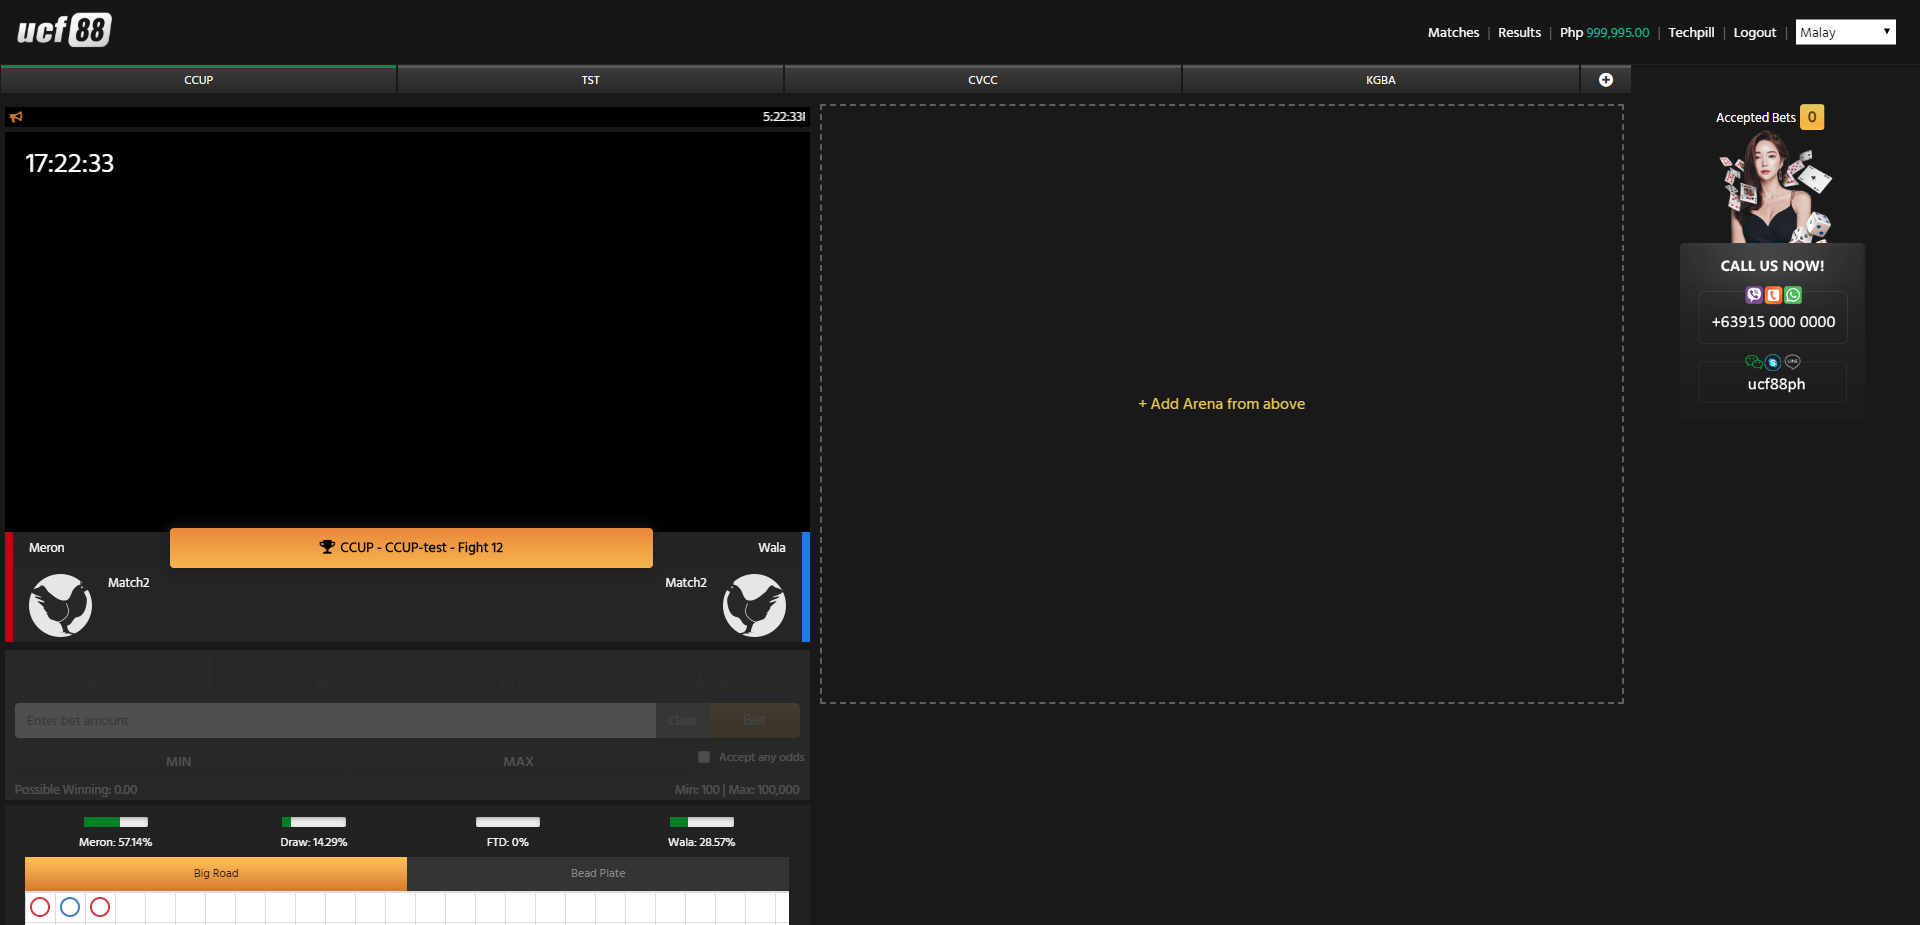 ucf88
Matches | Results | Php 999,995.00 | Techpill | Logout | Malay
CCUP
TST
CVCC
KGBA
5:22:33
17:22:33
Meron
CCUP - CCUP-test - Fight 12
Wala
Match2
Match2
Meron
Draw
FTD
Wala
Enter bet amount
Clear
Bet
MIN
MAX
Accept any odds
Possible Winning: 0.00
Min: 100 | Max: 100,000
Meron: 57.14%
Draw: 14.29%
FTD: 0%
Wala: 28.57%
Big Road
Bead Plate
+ Add Arena from above
Accepted Bets 0
CALL US NOW!
+63915 000 0000
LINE
ucf88ph